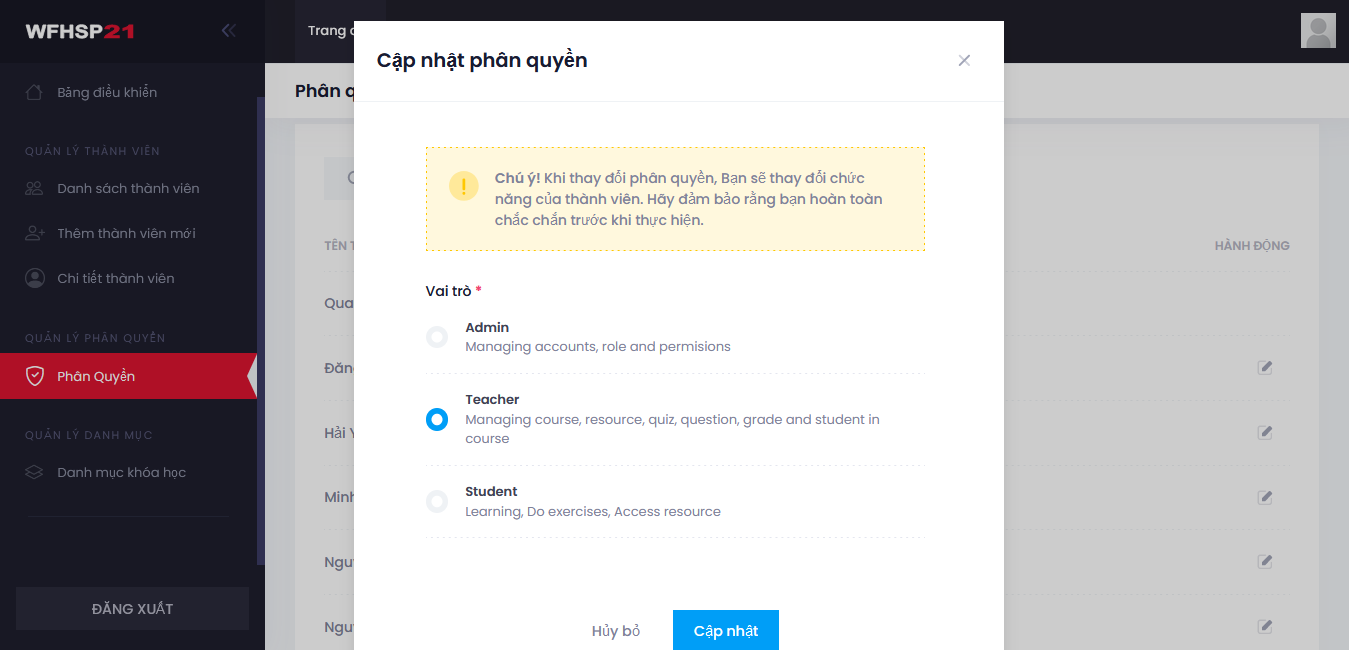 WFHSP21
Trang
Cập nhật phân quyền
Bảng điều khiển
Phân
QUẢN LÝ THÀNH VIÊN
Danh sách thành viên
Thêm thành viên mới
Chi tiết thành viên
QUẢN LÝ PHÂN QUYỀN
Phân Quyền
QUẢN LÝ DANH MỤC
Danh mục khóa học
ĐĂNG XUẤT
Chú ý! Khi thay đổi phân quyền, Bạn sẽ thay đổi chức
năng của thành viên. Hãy đảm bảo rằng bạn hoàn toàn
chắc chắn trước khi thực hiện.
TÊN
HÀNH ĐỘNG
Vai trò *
Admin
Managing accounts, role and permisions
Teacher
Managing course, resource, quiz, question, grade and student in
course
Student
Learning, Do exercises, Access resource
Hải
Hủy bỏ
Cập nhật